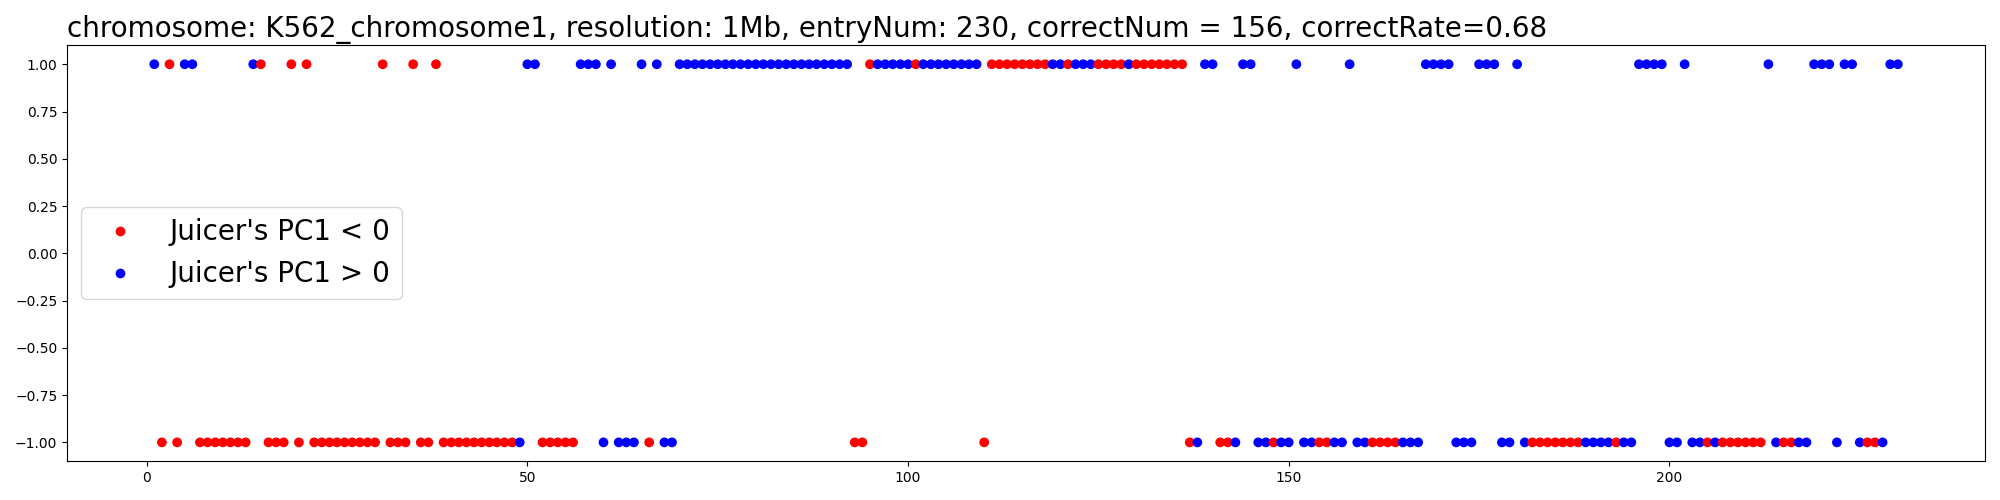 chromosome: K562_chromosome1, resolution: 1Mb, entryNum: 230, correctNum = 156, correctRate=0.68
1.00
0.75
0.50
0.25
0.00
−0.25
−0.50
−0.75
−1.00
Juicer's PC1 < 0
Juicer's PC1 > 0
0 50 100 150 200